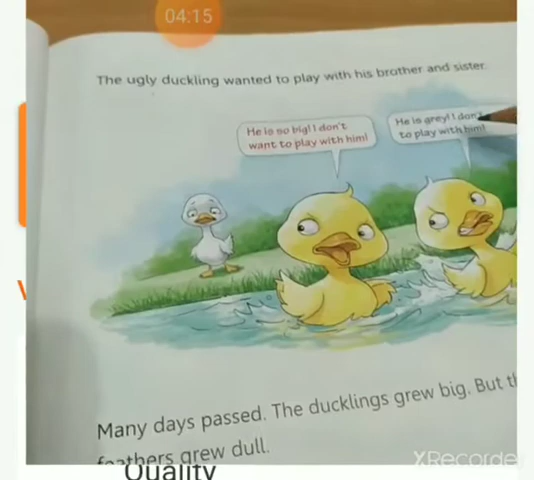 04:15
The ugly duckling wanted to play with his brother and sister.
He is so big! I don't
want to play with him!
He is grey! I don't
to play with him!
Many days passed. The ducklings grew big. But
feathers grew dull.
XRecorder
Quality